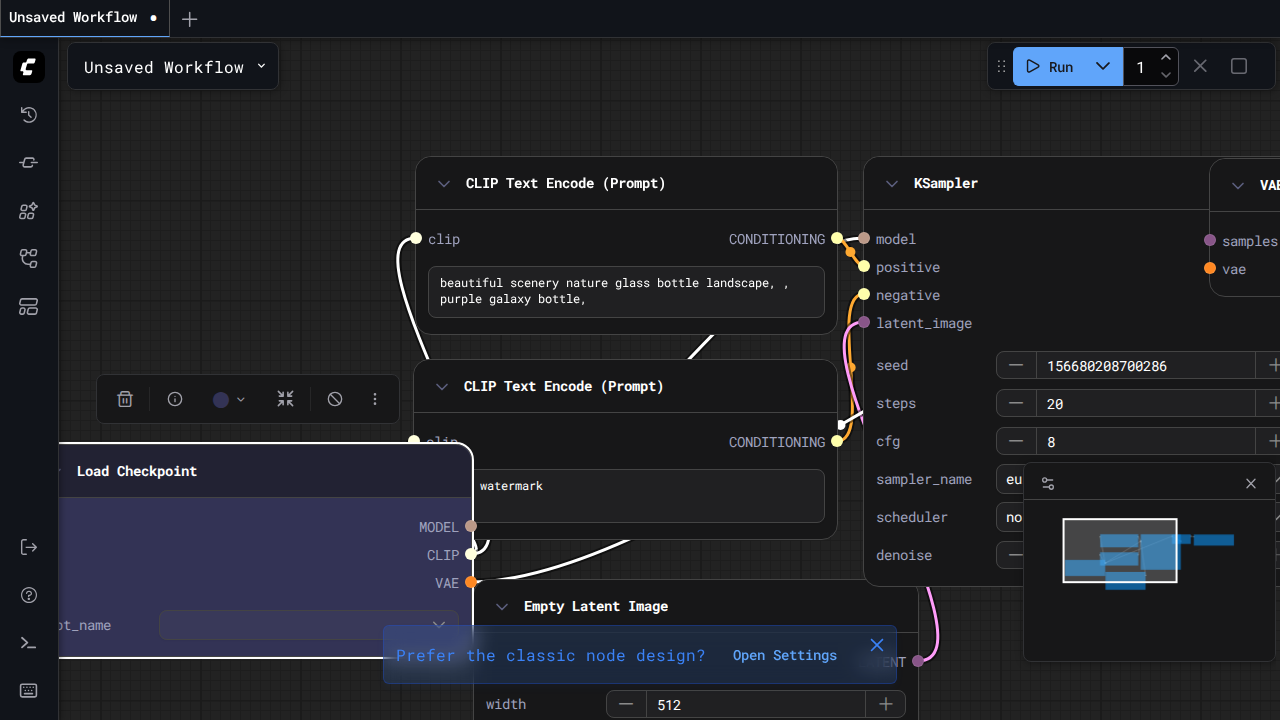 Unsaved Workflow
Unsaved Workflow
Run
1
CLIP Text Encode (Prompt)
clip
CONDITIONING
beautiful scenery nature glass bottle landscape, ,
purple galaxy bottle,
KSampler
model
positive
negative
latent_image
seed
156680208700286
steps
20
cfg
8
sampler_name
eu
scheduler
no
denoise
VAE
samples
vae
CLIP Text Encode (Prompt)
clip
CONDITIONING
watermark
Load Checkpoint
MODEL
CLIP
VAE
pt_name
Empty Latent Image
ENT
width
512
Prefer the classic node design?
Open Settings